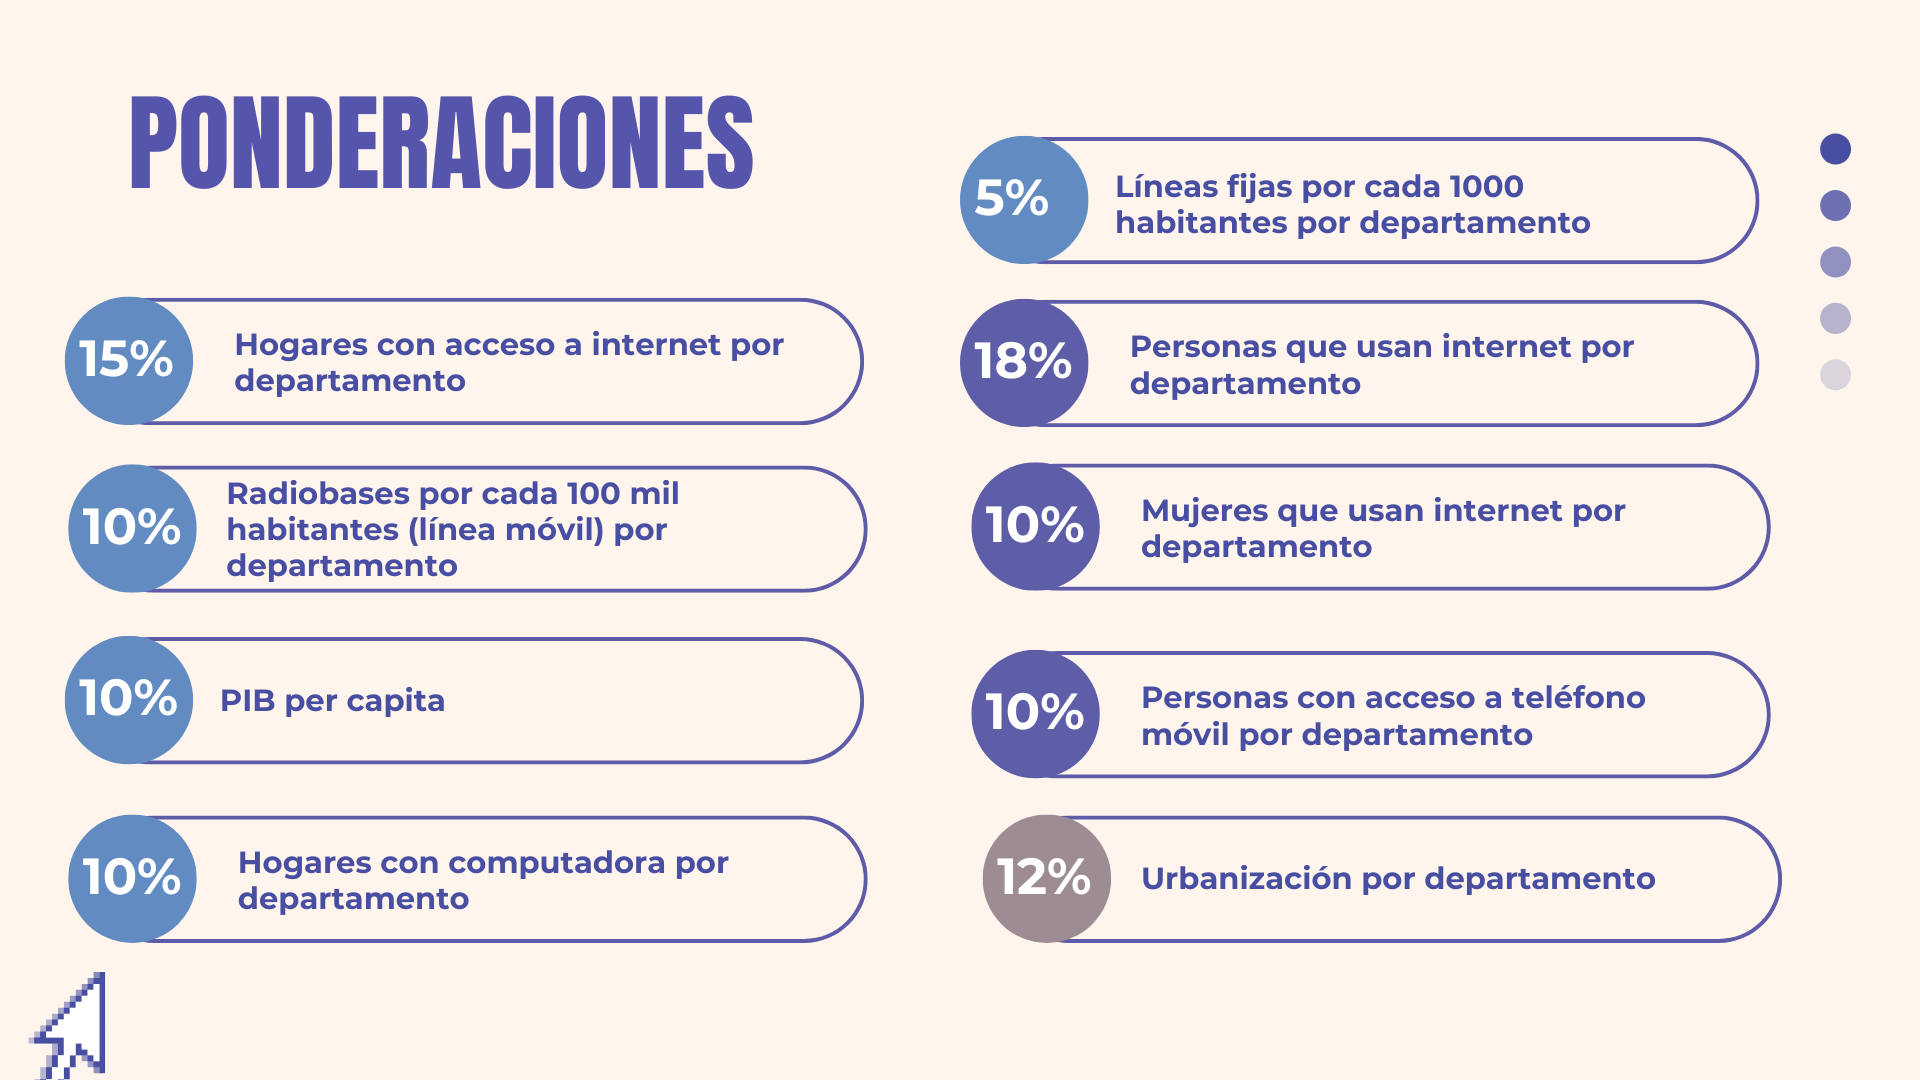 PONDERACIONES
15%
Hogares con acceso a internet por
departamento
10%
Radiobases por cada 100 mil
habitantes (línea móvil) por
departamento
10%
PIB per capita
10%
Hogares con computadora por
departamento
5%
Líneas fijas por cada 1000
habitantes por departamento
18%
Personas que usan internet por
departamento
10%
Mujeres que usan internet por
departamento
10%
Personas con acceso a teléfono
móvil por departamento
12%
Urbanización por departamento